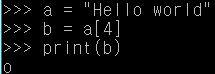 >>> a = "Hello world"
>>> b = a[4]
>>> print(b)
o